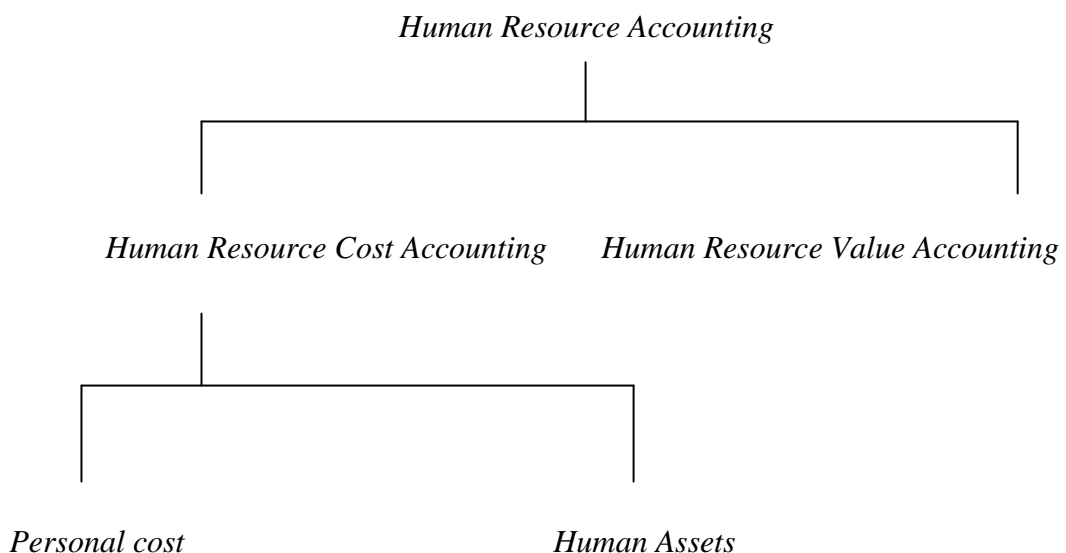 Human Resource Accounting
Human Resource Cost Accounting Human Resource Value Accounting
Personal cost Human Assets